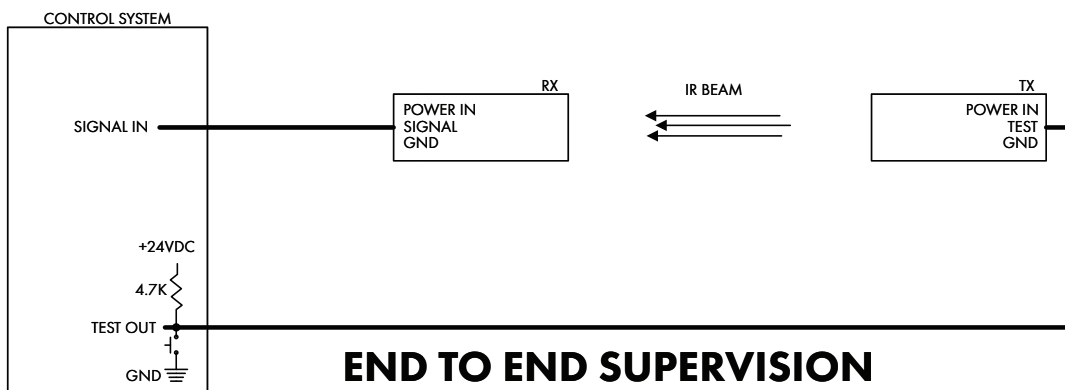 CONTROL SYSTEM
RX
IR BEAM
TX
POWER IN
SIGNAL
GND
POWER IN
TEST
GND
SIGNAL IN
+24VDC
4.7K
TEST OUT
GND
END TO END SUPERVISION